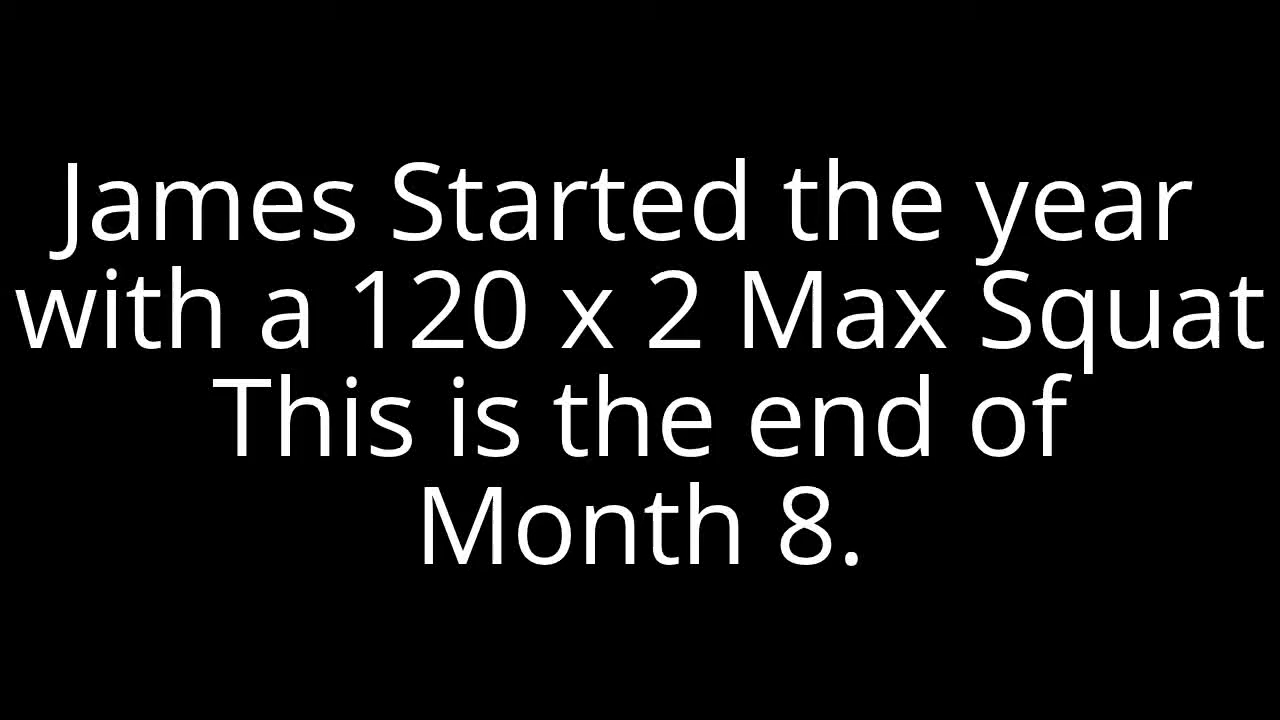 James Started the year
with a 120 x 2 Max Squat
This is the end of
Month 8.